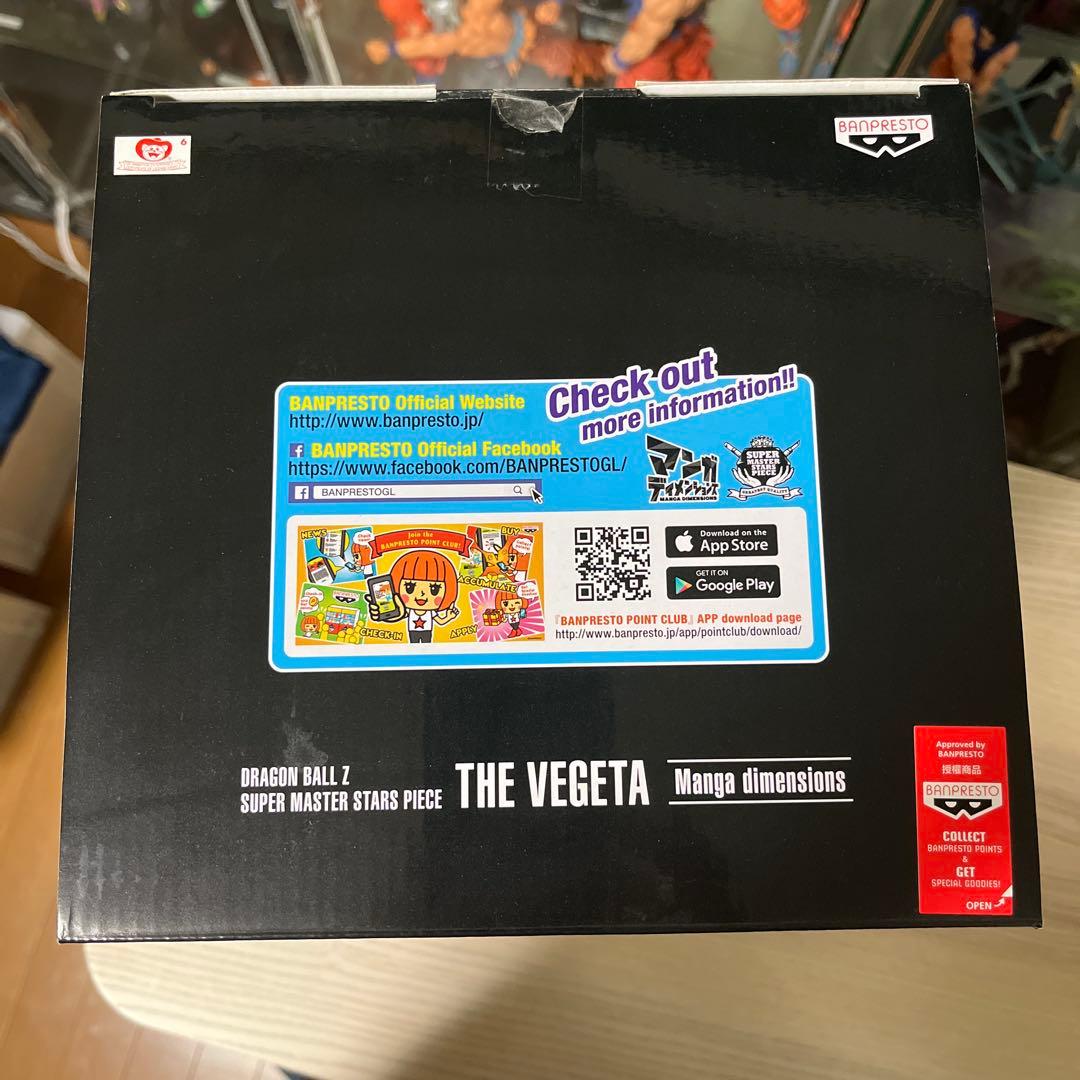 6
BANPRESTO
Check out
more information!!
BANPRESTO Official Website
http://www.banpresto.jp/
f BANPRESTO Official Facebook
https://www.facebook.com/BANPRESTOGL/
f BANPRESTOGL
マンガ
ディメンションズ
MANGA DIMENSIONS
SUPER
MASTER
STARS
PIECE
GREATEST QUALITY
Join the
BANPRESTO POINT CLUB!
NEWS
BUY
ACCUMULATE
CHECK-IN
APPLY
Download on the
App Store
GET IT ON
Google Play
『BANPRESTO POINT CLUB』 APP download page
http://www.banpresto.jp/app/pointclub/download/
DRAGON BALL Z
SUPER MASTER STARS PIECE
THE VEGETA
Manga dimensions
Approved by
BANPRESTO
授權商品
BANPRESTO
COLLECT
BANPRESTO POINTS
&
GET
SPECIAL GOODIES!
OPEN